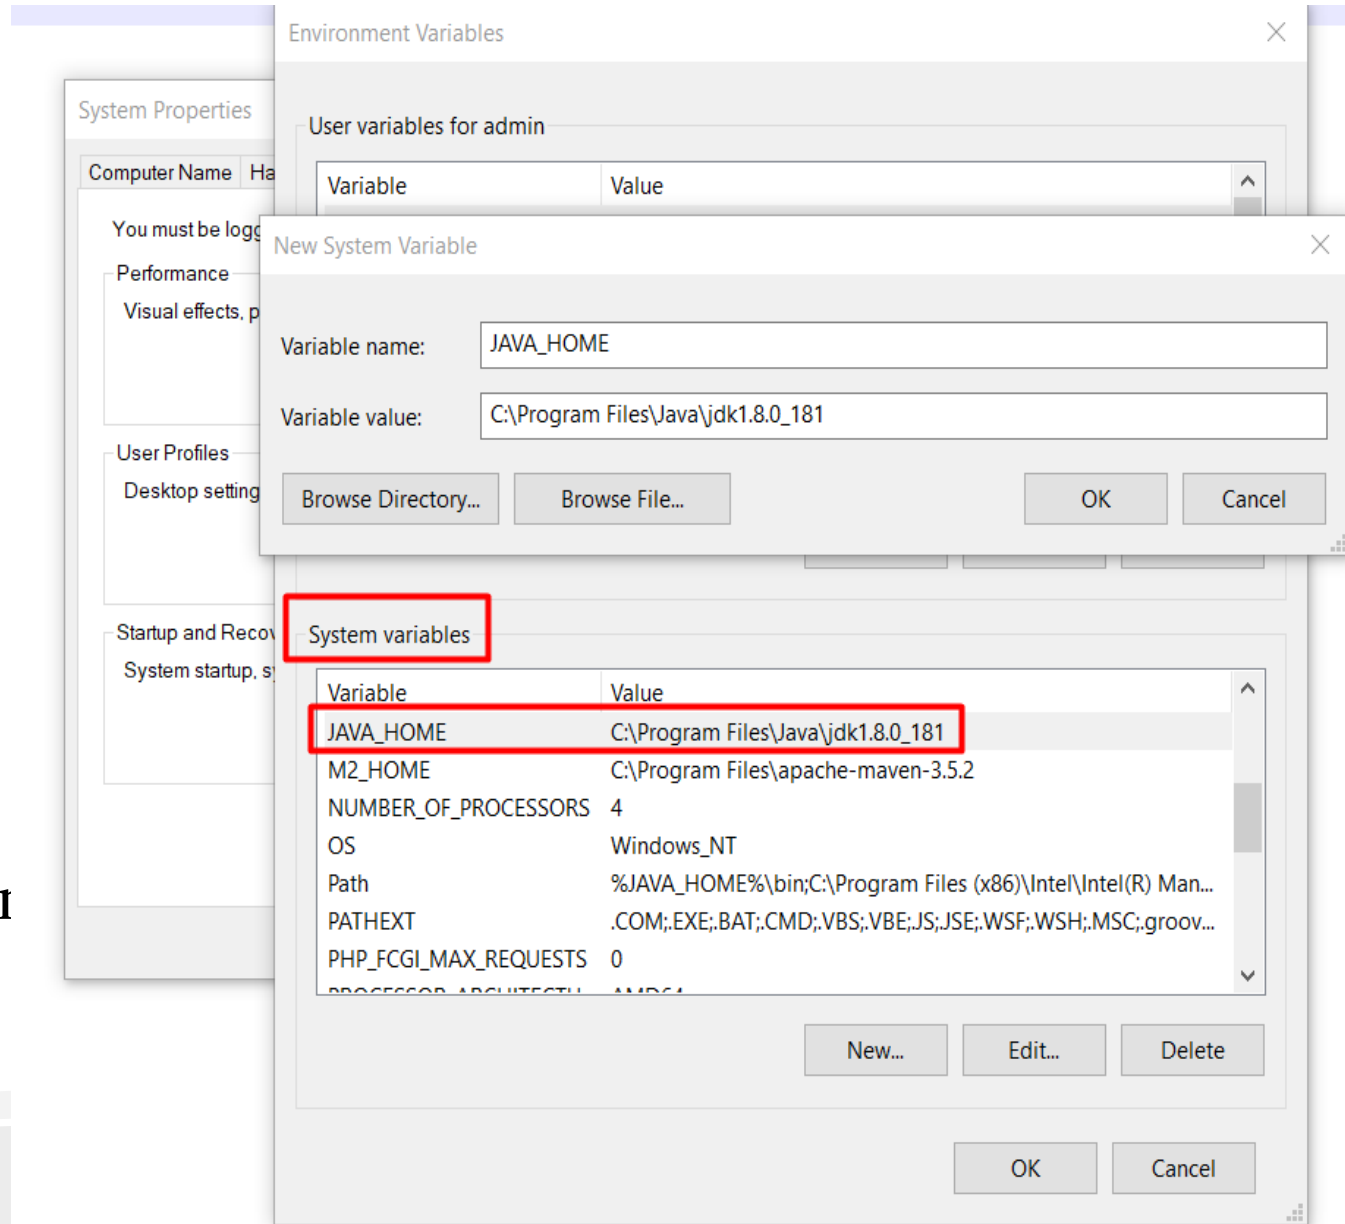 Environment Variables
System Properties
User variables for admin
Computer Name Ha
Variable Value
You must be logg
New System Variable
Performance
Visual effects, p
Variable name: JAVA_HOME
Variable value: C:\Program Files\Java\jdk1.8.0_181
User Profiles
Desktop setting
Browse Directory... Browse File... OK Cancel
Startup and Recov
System variables
System startup, s
Variable Value
JAVA_HOME C:\Program Files\Java\jdk1.8.0_181
M2_HOME C:\Program Files\apache-maven-3.5.2
NUMBER_OF_PROCESSORS 4
OS Windows_NT
Path %JAVA_HOME%\bin;C:\Program Files (x86)\Intel\Intel(R) Man...
PATHEXT .COM;.EXE;.BAT;.CMD;.VBS;.VBE;.JS;.JSE;.WSF;.WSH;.MSC;.groov...
PHP_FCGI_MAX_REQUESTS 0
New... Edit... Delete
OK Cancel